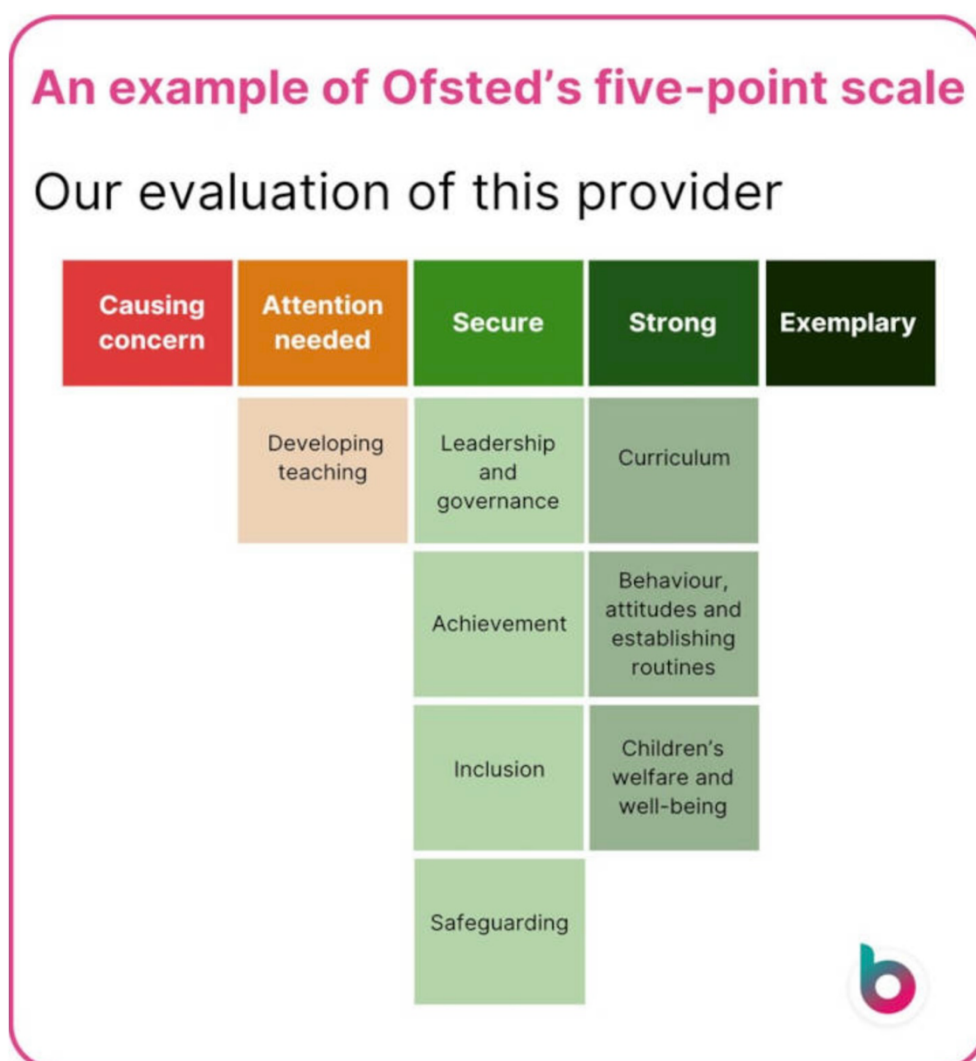 An example of Ofsted's five-point scale
Our evaluation of this provider
Causing
concern
Attention
needed
Secure
Strong
Exemplary
Developing
teaching
Leadership
and
governance
Curriculum
Achievement
Behaviour,
attitudes and
establishing
routines
Inclusion
Children's
welfare and
well-being
Safeguarding
b